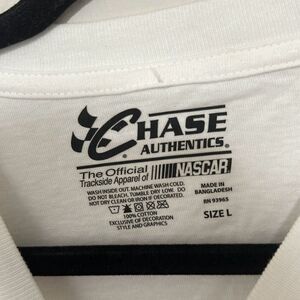 CHASE
AUTHENTICS®
The Official
Trackside Apparel of NASCAR
WASH INSIDE OUT. MACHINE WASH COLD.
DO NOT BLEACH. TUMBLE DRY LOW. DO
NOT DRY CLEAN OR IRON IF DECORATED.
100% COTTON
EXCLUSIVE OF DECORATION
STYLE AND GRAPHICS
MADE IN
BANGLADESH
RN 93965
SIZE L